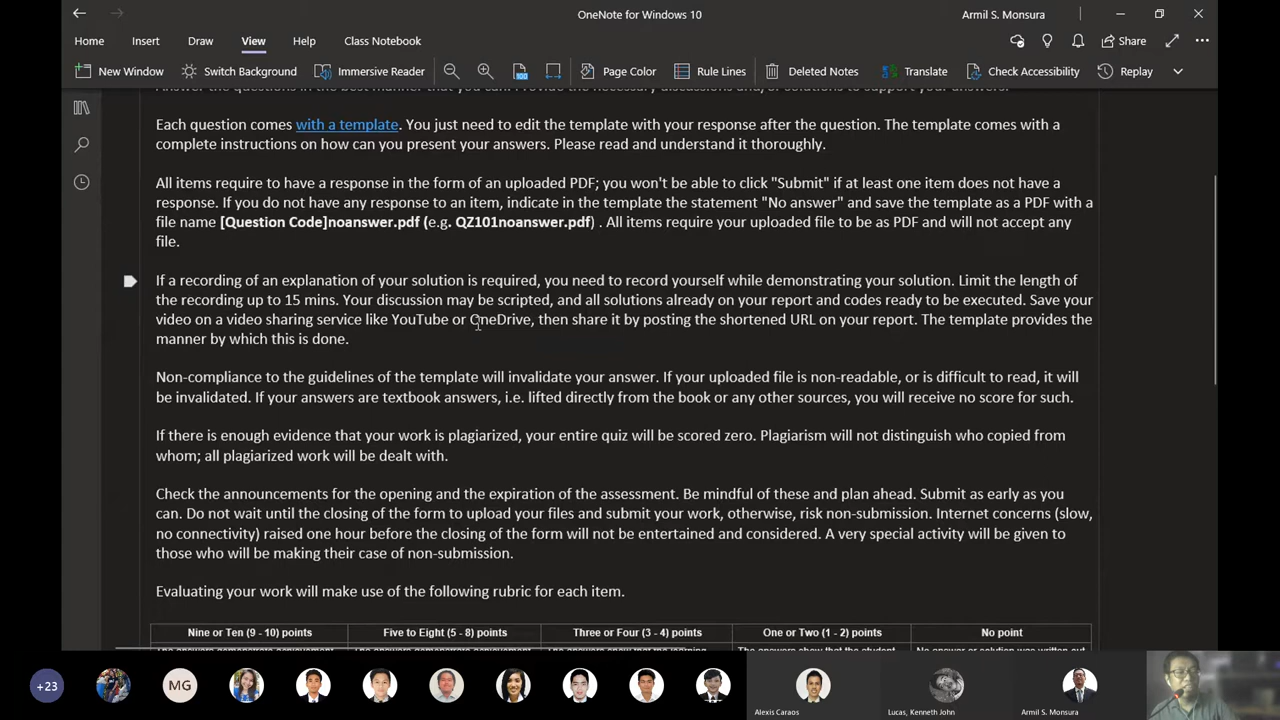 OneNote for Windows 10
Armil S. Monsura
Home Insert Draw View Help Class Notebook
Share
New Window Switch Background Immersive Reader Page Color Rule Lines Deleted Notes Translate Check Accessibility Replay
Answer the questions in the best manner that you can. Provide the necessary discussions and/or solutions to support your answers.
Each question comes with a template. You just need to edit the template with your response after the question. The template comes with a
complete instructions on how can you present your answers. Please read and understand it thoroughly.
All items require to have a response in the form of an uploaded PDF; you won't be able to click "Submit" if at least one item does not have a
response. If you do not have any response to an item, indicate in the template the statement "No answer" and save the template as a PDF with a
file name [Question Code]noanswer.pdf (e.g. QZ101noanswer.pdf) . All items require your uploaded file to be as PDF and will not accept any
file.
If a recording of an explanation of your solution is required, you need to record yourself while demonstrating your solution. Limit the length of
the recording up to 15 mins. Your discussion may be scripted, and all solutions already on your report and codes ready to be executed. Save your
video on a video sharing service like YouTube or OneDrive, then share it by posting the shortened URL on your report. The template provides the
manner by which this is done.
Non-compliance to the guidelines of the template will invalidate your answer. If your uploaded file is non-readable, or is difficult to read, it will
be invalidated. If your answers are textbook answers, i.e. lifted directly from the book or any other sources, you will receive no score for such.
If there is enough evidence that your work is plagiarized, your entire quiz will be scored zero. Plagiarism will not distinguish who copied from
whom; all plagiarized work will be dealt with.
Check the announcements for the opening and the expiration of the assessment. Be mindful of these and plan ahead. Submit as early as you
can. Do not wait until the closing of the form to upload your files and submit your work, otherwise, risk non-submission. Internet concerns (slow,
no connectivity) raised one hour before the closing of the form will not be entertained and considered. A very special activity will be given to
those who will be making their case of non-submission.
Evaluating your work will make use of the following rubric for each item.
Nine or Ten (9 - 10) points Five to Eight (5 - 8) points Three or Four (3 - 4) points One or Two (1 - 2) points No point
+23 MG
Alexis Caraos Lucas, Kenneth John Armil S. Monsura